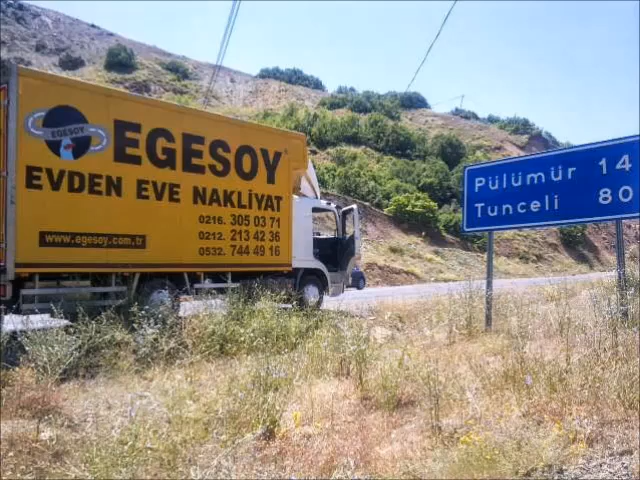 EGESOY
EGESOY
EVDEN EVE NAKLİYAT
0216. 305 03 71
0212. 213 42 36
0532. 744 49 16
www.egesoy.com.tr
Pülümür 14
Tunceli 80